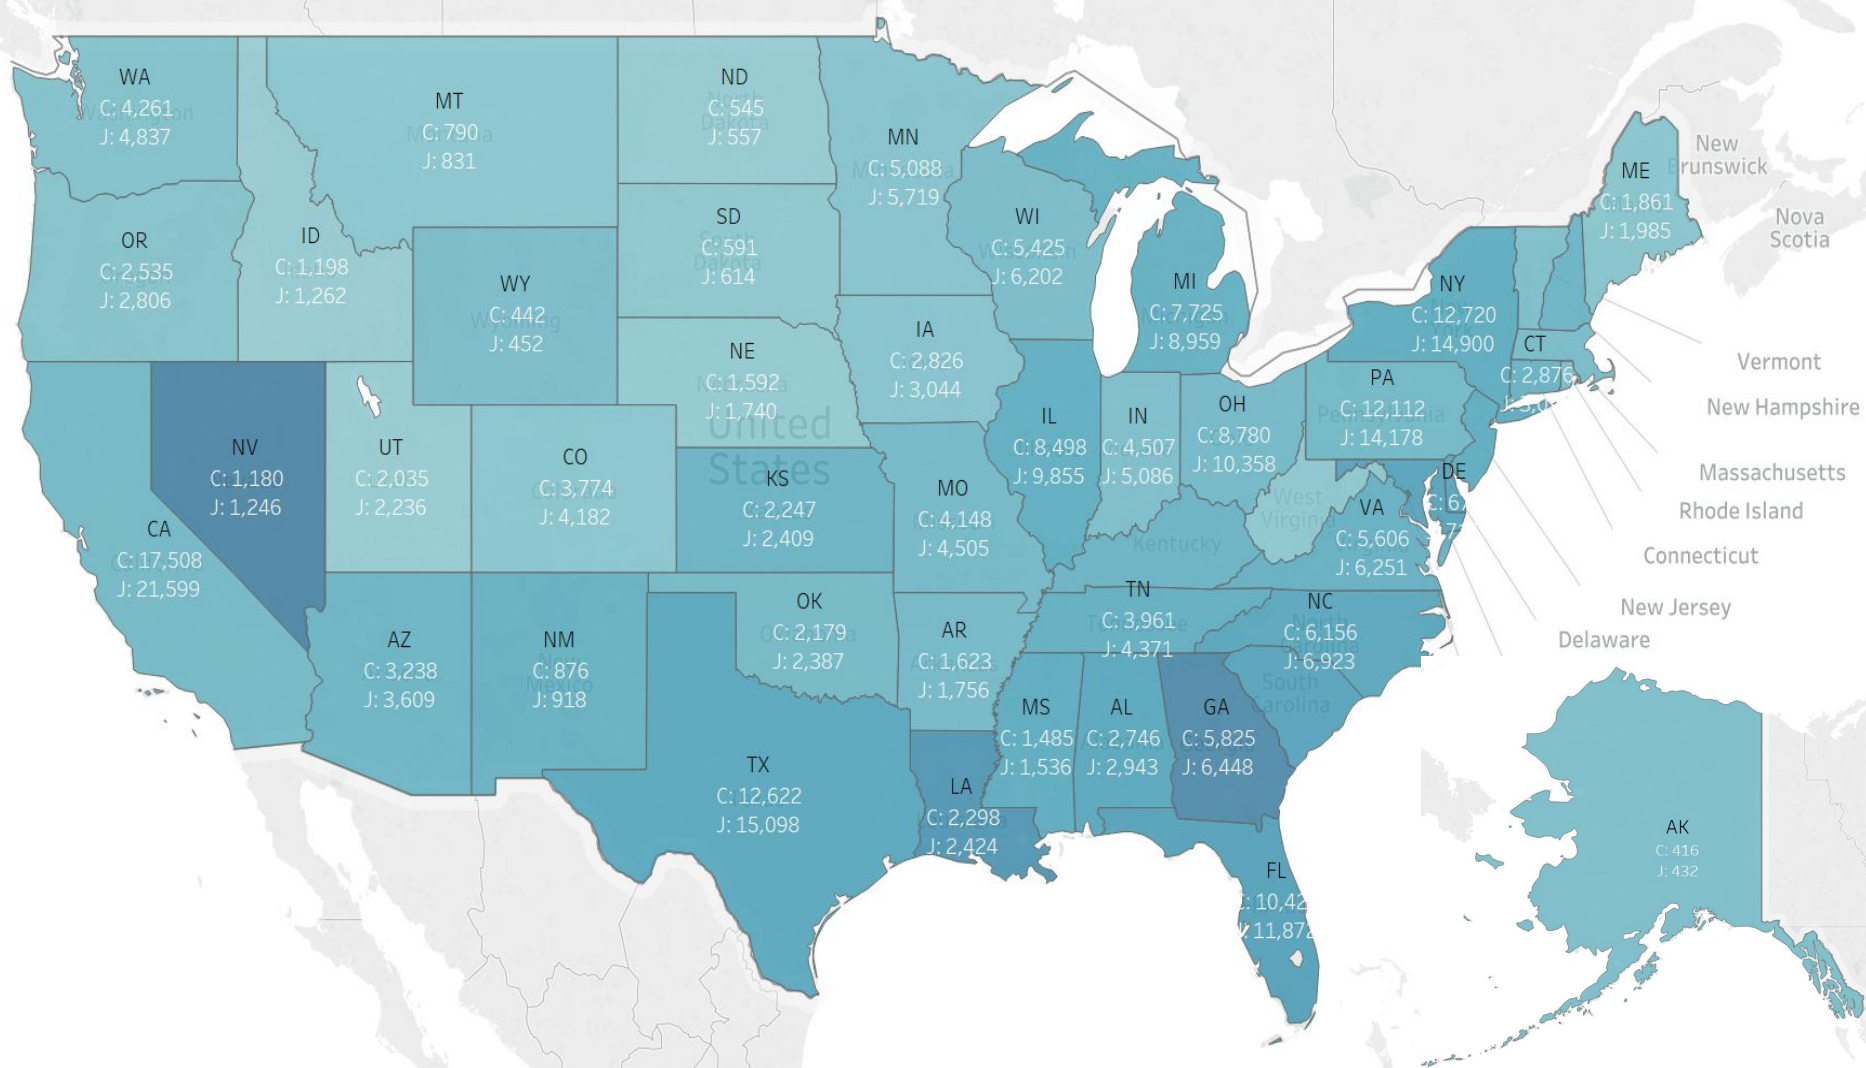 WA
C: 4,261
J: 4,837
MT
C: 790
J: 831
ND
C: 545
J: 557
MN
C: 5,088
J: 5,719
OR
C: 2,535
J: 2,806
ID
C: 1,198
J: 1,262
WY
C: 442
J: 452
SD
C: 591
J: 614
WI
C: 5,425
J: 6,202
MI
C: 7,725
J: 8,959
NY
C: 12,720
J: 14,900
ME
C: 1,861
J: 1,985
New
Brunswick
Nova
Scotia
NE
C: 1,592
J: 1,740
IA
C: 2,826
J: 3,044
CT
C: 2,876
PA
C: 12,112
J: 14,178
Vermont
New Hampshire
Massachusetts
Rhode Island
Connecticut
New Jersey
Delaware
NV
C: 1,180
J: 1,246
UT
C: 2,035
J: 2,236
CO
C: 3,774
J: 4,182
United
States
KS
C: 2,247
J: 2,409
MO
C: 4,148
J: 4,505
IL
C: 8,498
J: 9,855
IN
C: 4,507
J: 5,086
OH
C: 8,780
J: 10,358
West
Virginia
Kentucky
DE
VA
C: 5,606
J: 6,251
CA
C: 17,508
J: 21,599
AZ
C: 3,238
J: 3,609
NM
C: 876
J: 918
OK
C: 2,179
J: 2,387
AR
C: 1,623
J: 1,756
TN
C: 3,961
J: 4,371
NC
C: 6,156
J: 6,923
South
Carolina
TX
C: 12,622
J: 15,098
LA
C: 2,298
J: 2,424
MS
C: 1,485
J: 1,536
AL
C: 2,746
J: 2,943
GA
C: 5,825
J: 6,448
FL
J: 11,872
AK
C: 416
J: 432